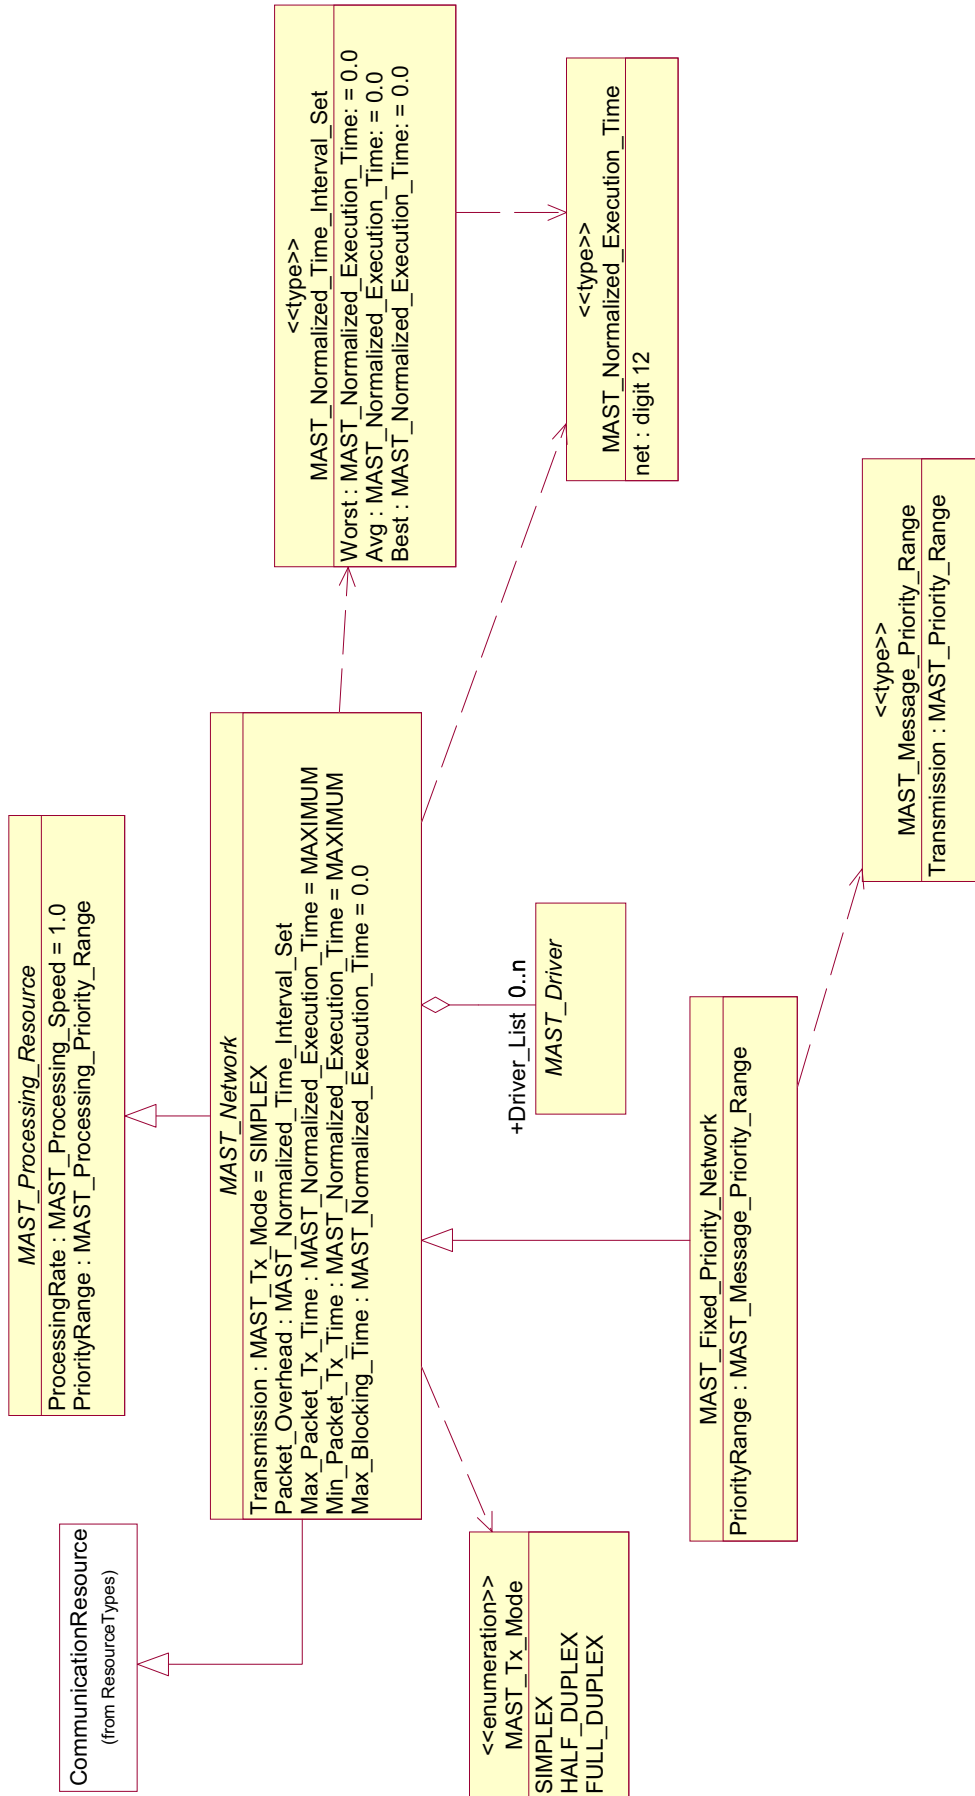 CommunicationResource
(from ResourceTypes)
MAST_Processing_Resource
ProcessingRate : MAST_Processing_Speed = 1.0
PriorityRange : MAST_Processing_Priority_Range
MAST_Network
Transmission : MAST_Tx_Mode = SIMPLEX
Packet_Overhead : MAST_Normalized_Time_Interval_Set
Max_Packet_Tx_Time : MAST_Normalized_Execution_Time = MAXIMUM
Min_Packet_Tx_Time : MAST_Normalized_Execution_Time = MAXIMUM
Max_Blocking_Time : MAST_Normalized_Execution_Time = 0.0
<<type>>
MAST_Normalized_Time_Interval_Set
Worst : MAST_Normalized_Execution_Time: = 0.0
Avg : MAST_Normalized_Execution_Time: = 0.0
Best : MAST_Normalized_Execution_Time: = 0.0
<<enumeration>>
MAST_Tx_Mode
SIMPLEX
HALF_DUPLEX
FULL_DUPLEX
+Driver_List 0..n
MAST_Driver
<<type>>
MAST_Normalized_Execution_Time
net : digit 12
MAST_Fixed_Priority_Network
PriorityRange : MAST_Message_Priority_Range
<<type>>
MAST_Message_Priority_Range
Transmission : MAST_Priority_Range